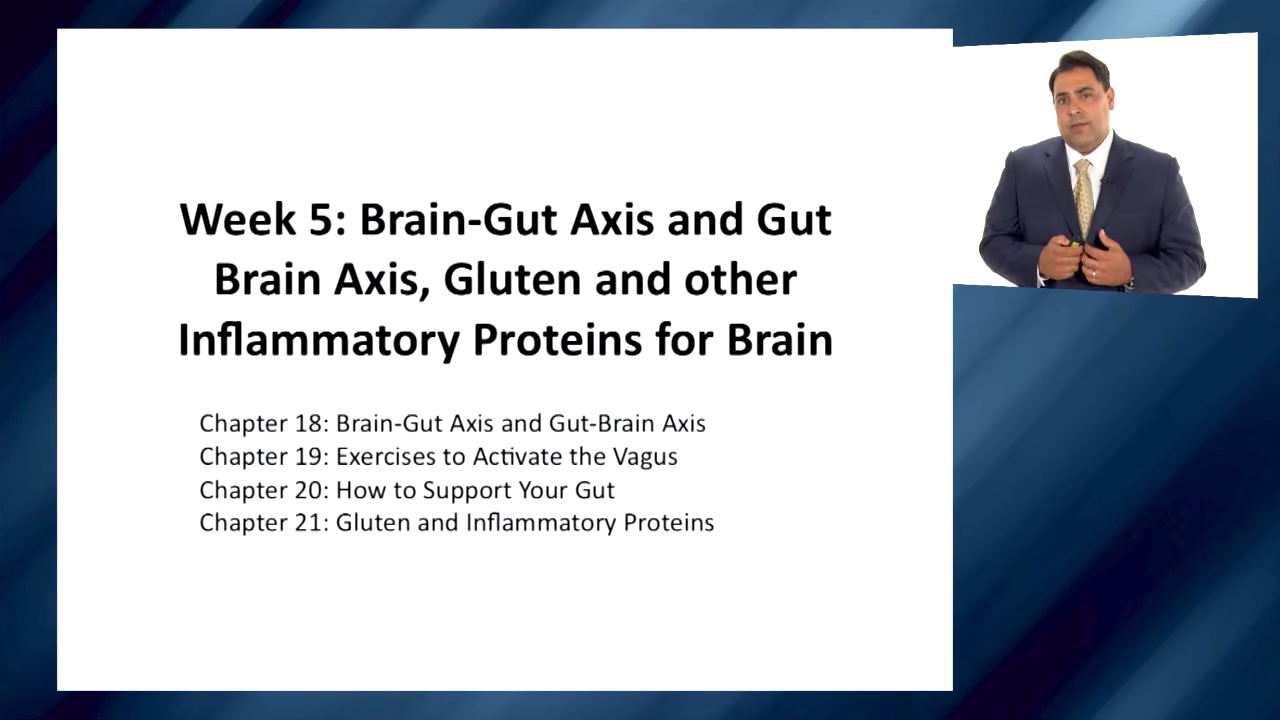 Week 5: Brain-Gut Axis and Gut
Brain Axis, Gluten and other
Inflammatory Proteins for Brain
Chapter 18: Brain-Gut Axis and Gut-Brain Axis
Chapter 19: Exercises to Activate the Vagus
Chapter 20: How to Support Your Gut
Chapter 21: Gluten and Inflammatory Proteins